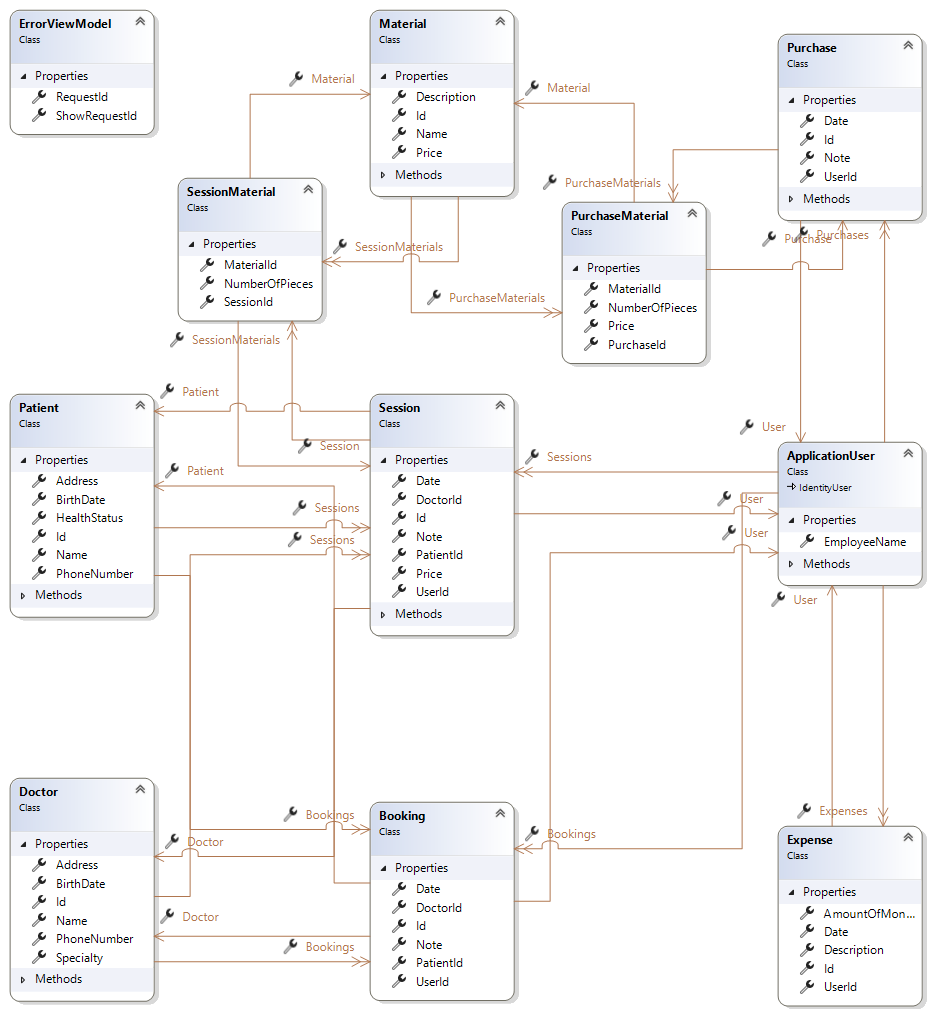 ErrorViewModel
Class
Properties
RequestId
ShowRequestId
Material
Class
Properties
Description
Id
Name
Price
Methods
Purchase
Class
Properties
Date
Id
Note
UserId
Methods
SessionMaterial
Class
Properties
MaterialId
NumberOfPieces
SessionId
PurchaseMaterial
Class
Properties
MaterialId
NumberOfPieces
Price
PurchaseId
Material
Material
PurchaseMaterials
SessionMaterials
PurchaseMaterials
Purchase
Purchases
SessionMaterials
Patient
Session
User
Patient
Class
Properties
Address
BirthDate
HealthStatus
Id
Name
PhoneNumber
Methods
Patient
Sessions
Sessions
Session
Class
Properties
Date
DoctorId
Id
Note
PatientId
Price
UserId
Methods
Sessions
User
User
User
ApplicationUser
Class
IdentityUser
Properties
EmployeeName
Methods
Doctor
Class
Properties
Address
BirthDate
Id
Name
PhoneNumber
Specialty
Methods
Bookings
Doctor
Doctor
Bookings
Booking
Class
Properties
Date
DoctorId
Id
Note
PatientId
UserId
Bookings
Expenses
Expense
Class
Properties
AmountOfMon...
Date
Description
Id
UserId